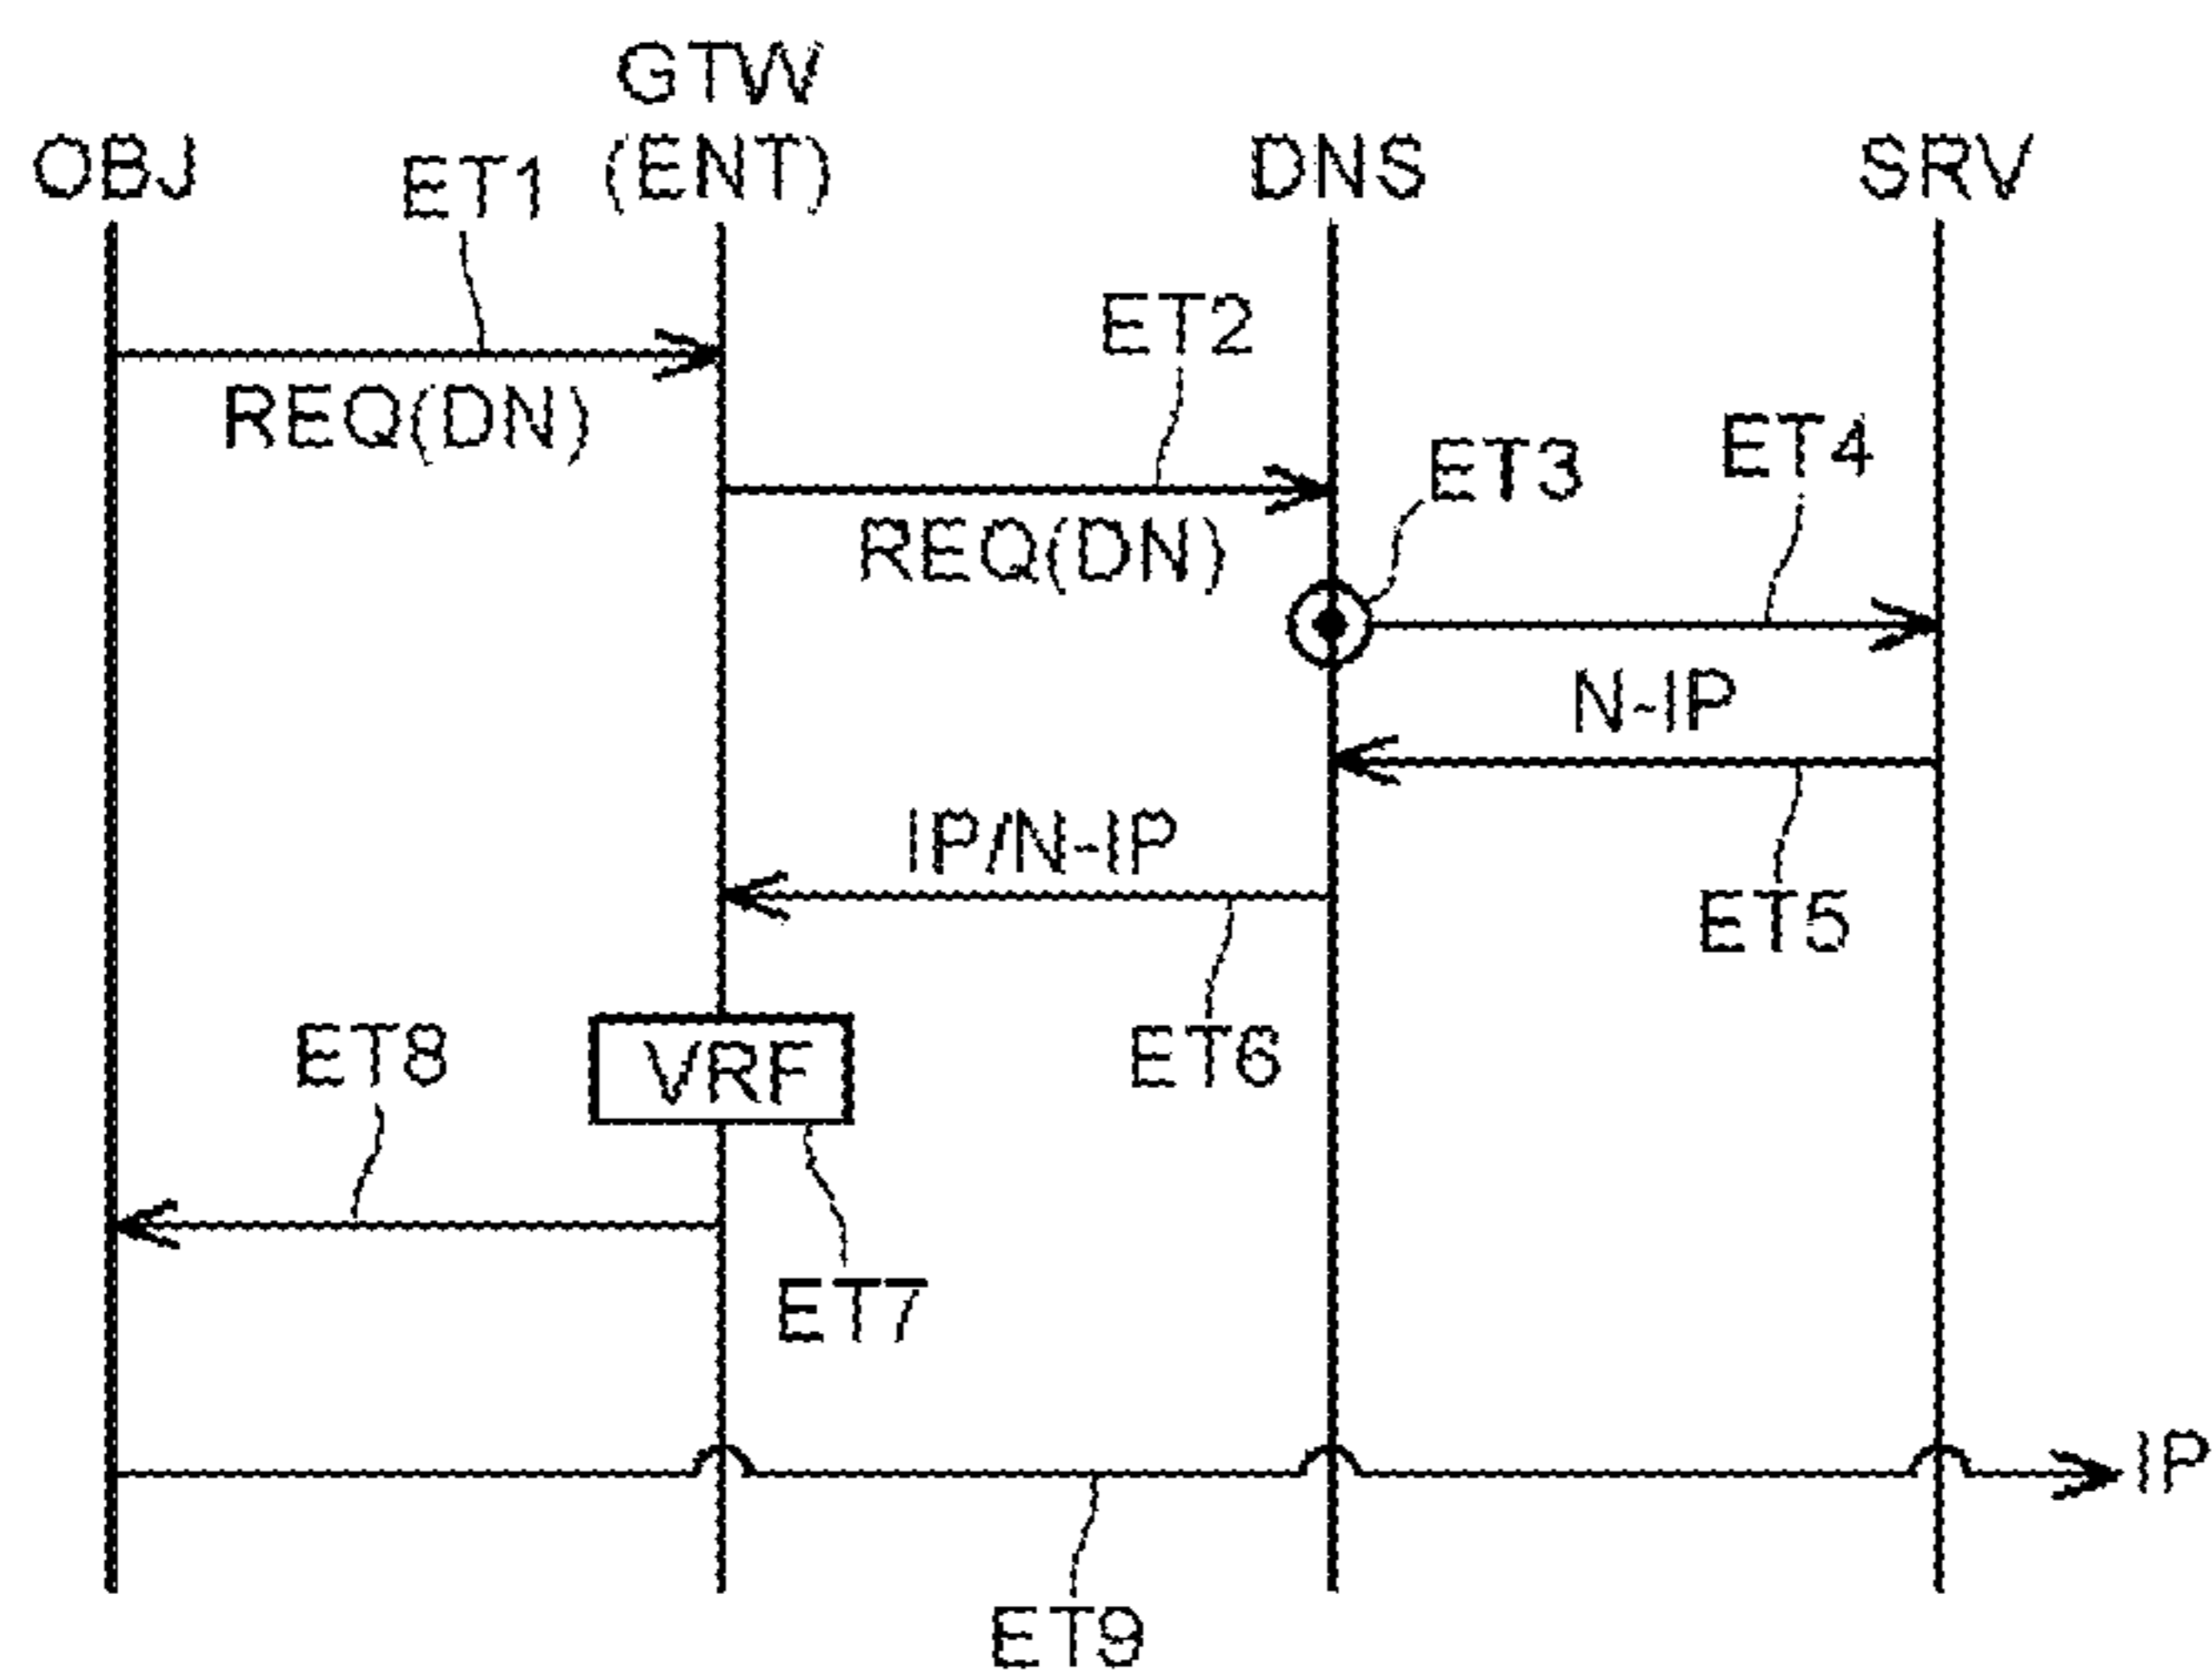 GTW
OBJ
(ENT)
DNS
SRV
ET1
ET2
REQ(DN)
ET3
ET4
REQ(DN)
N-IP
IP/N-IP
ET5
ET8
VRF
ET6
ET7
IP
ET9